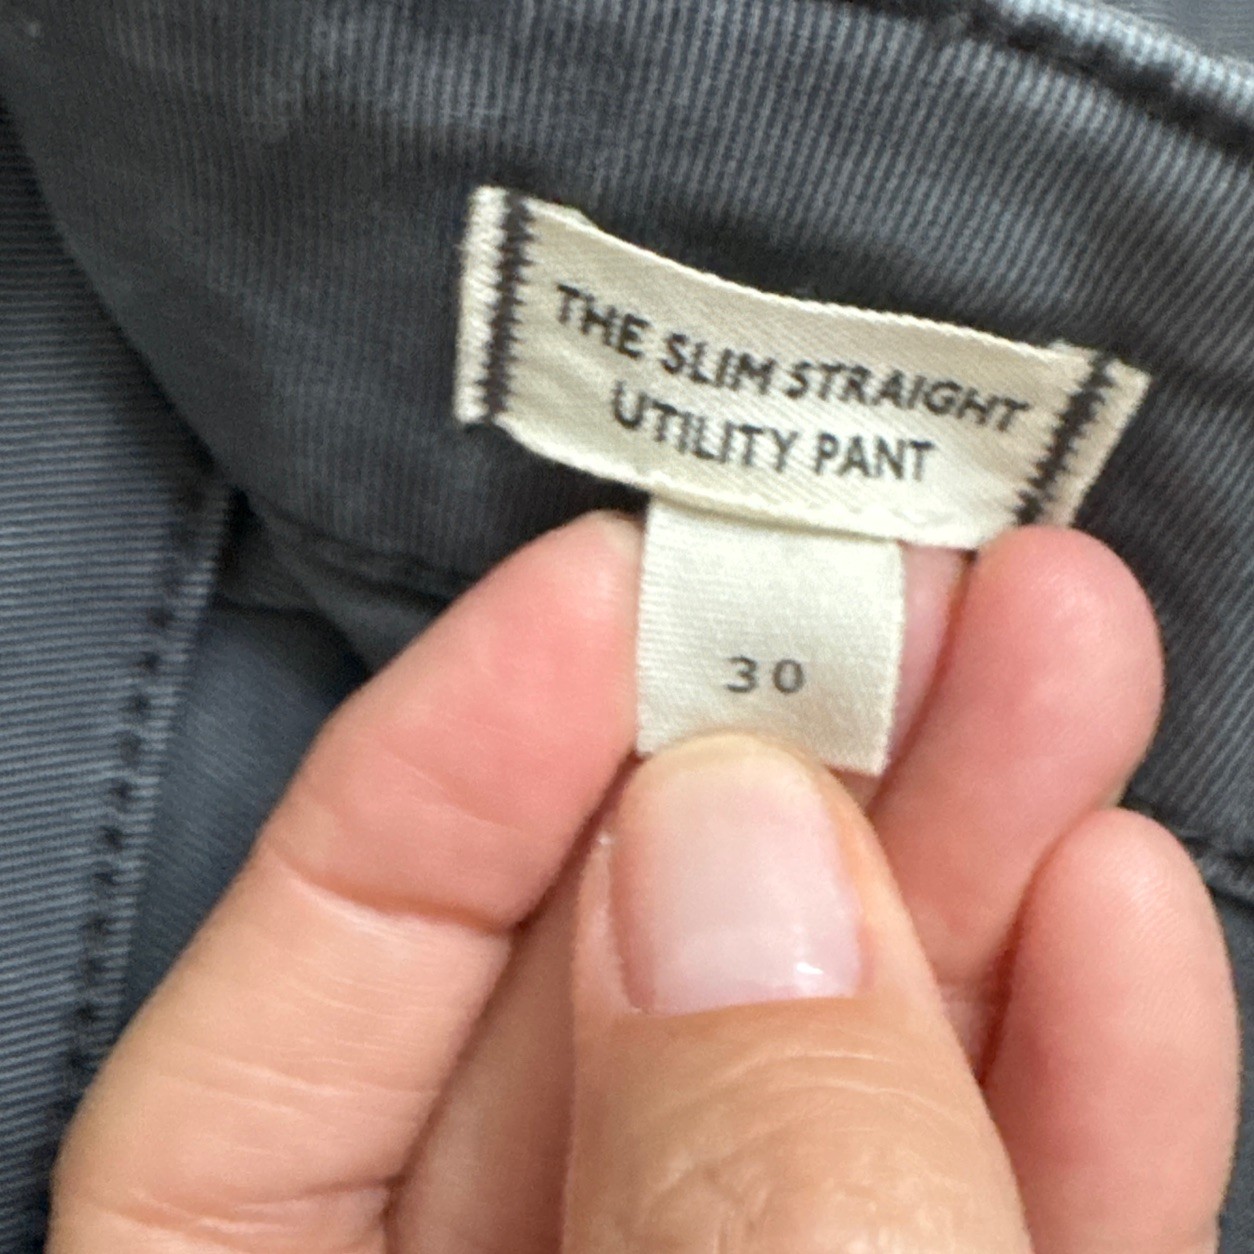 THE SLIM STRAIGHT
UTILITY PANT
30